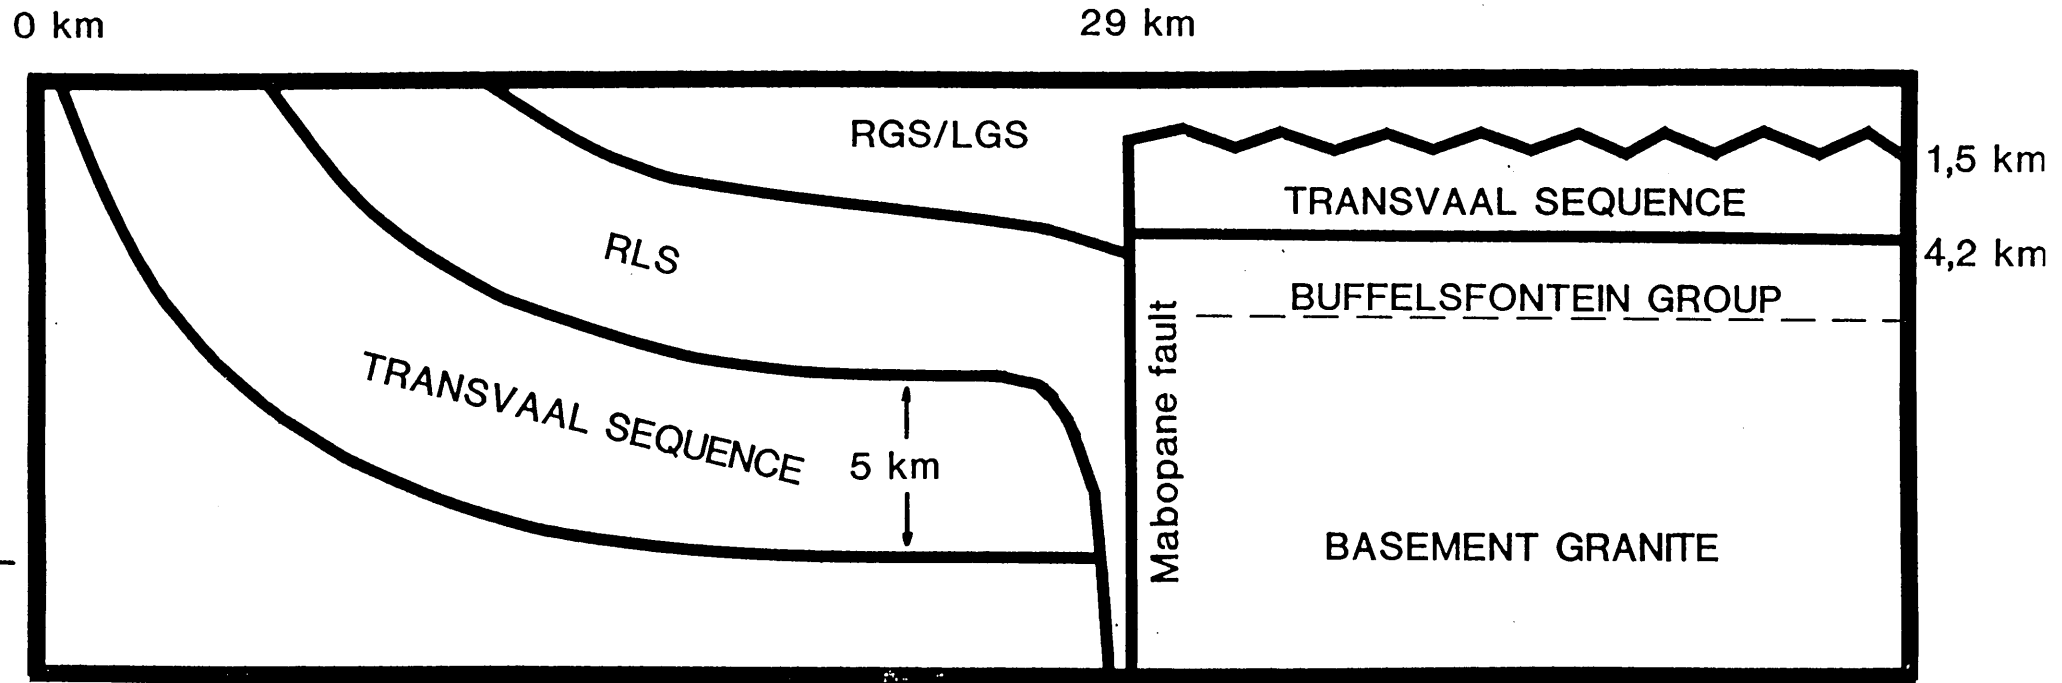 0 km
29 km
RGS/LGS
1,5 km
TRANSVAAL SEQUENCE
4,2 km
RLS
BUFFELSFONTEIN GROUP
Mabopane fault
TRANSVAAL SEQUENCE
5 km
BASEMENT GRANITE